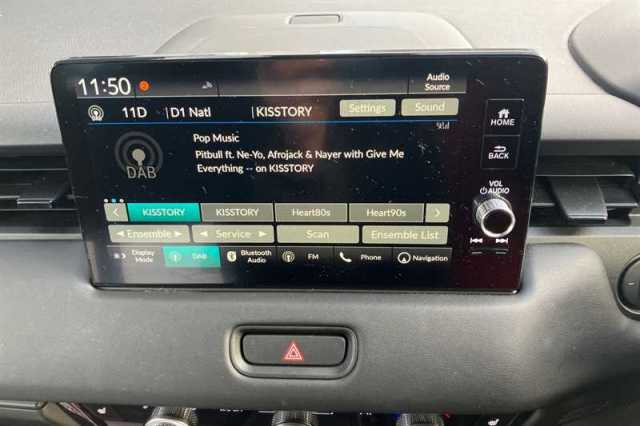 11:50
Audio Source
11D D1 Natl KISSTORY Settings Sound
Pop Music
Pitbull ft. Ne-Yo, Afrojack & Nayer with Give Me
Everything -- on KISSTORY
DAB
HOME
BACK
VOL
AUDIO
KISSTORY KISSTORY Heart80s Heart90s
Ensemble Service Scan Ensemble List
Display Mode DAB Bluetooth Audio FM Phone Navigation